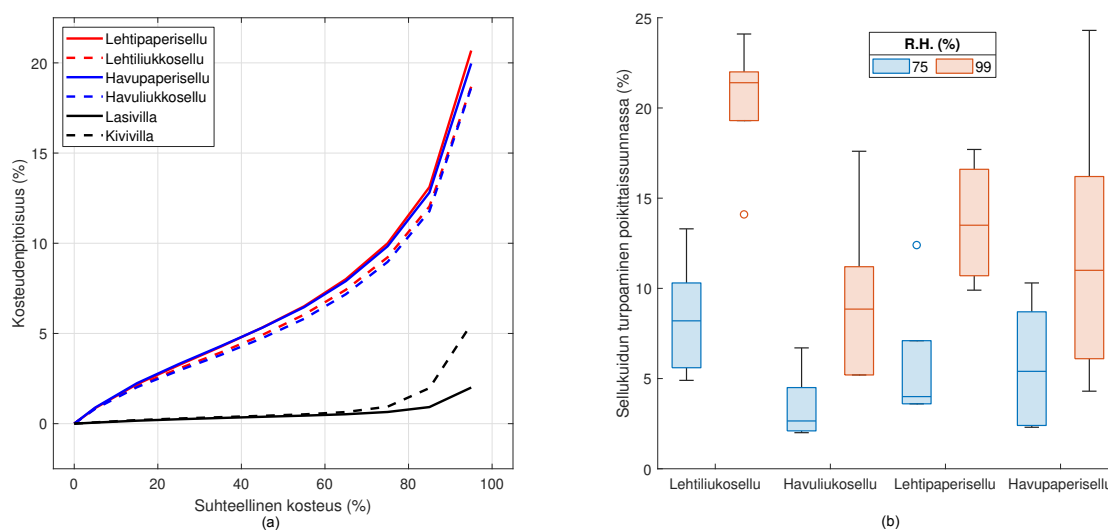 Lehtipaperisellu
Lehtiliukkosellu
Havupaperisellu
Havuliukkosellu
Lasivilla
Kivivilla
Kosteudenpitoisuus (%)
20
15
10
5
0
0 20 40 60 80 100
Suhteellinen kosteus (%)
(a)
Sellukuidun turpoaminen poikittaissuunnassa (%)
25
20
15
10
5
0
R.H. (%)
75 99
Lehtiliukosellu Havuliukosellu Lehtipaperisellu Havupaperisellu
(b)